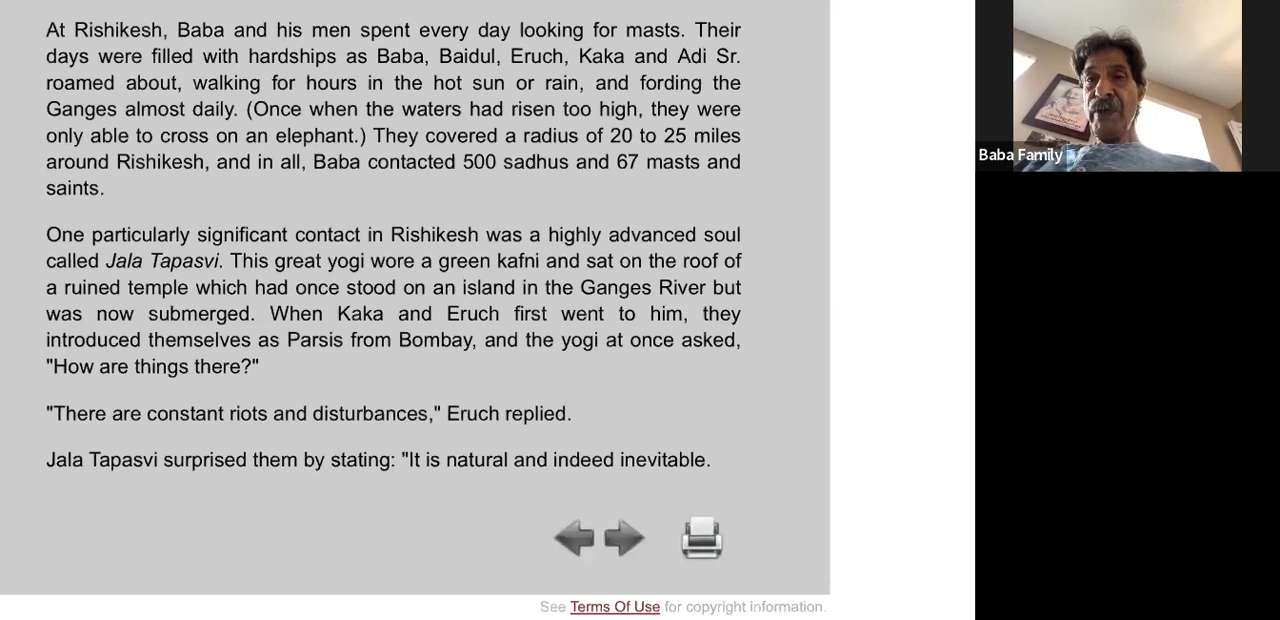 At Rishikesh, Baba and his men spent every day looking for masts. Their
days were filled with hardships as Baba, Baidul, Eruch, Kaka and Adi Sr.
roamed about, walking for hours in the hot sun or rain, and fording the
Ganges almost daily. (Once when the waters had risen too high, they were
only able to cross on an elephant.) They covered a radius of 20 to 25 miles
around Rishikesh, and in all, Baba contacted 500 sadhus and 67 masts and
saints.
One particularly significant contact in Rishikesh was a highly advanced soul
called Jala Tapasvi. This great yogi wore a green kafni and sat on the roof of
a ruined temple which had once stood on an island in the Ganges River but
was now submerged. When Kaka and Eruch first went to him, they
introduced themselves as Parsis from Bombay, and the yogi at once asked,
"How are things there?"
"There are constant riots and disturbances," Eruch replied.
Jala Tapasvi surprised them by stating: "It is natural and indeed inevitable.
See Terms Of Use for copyright information.
Baba Family